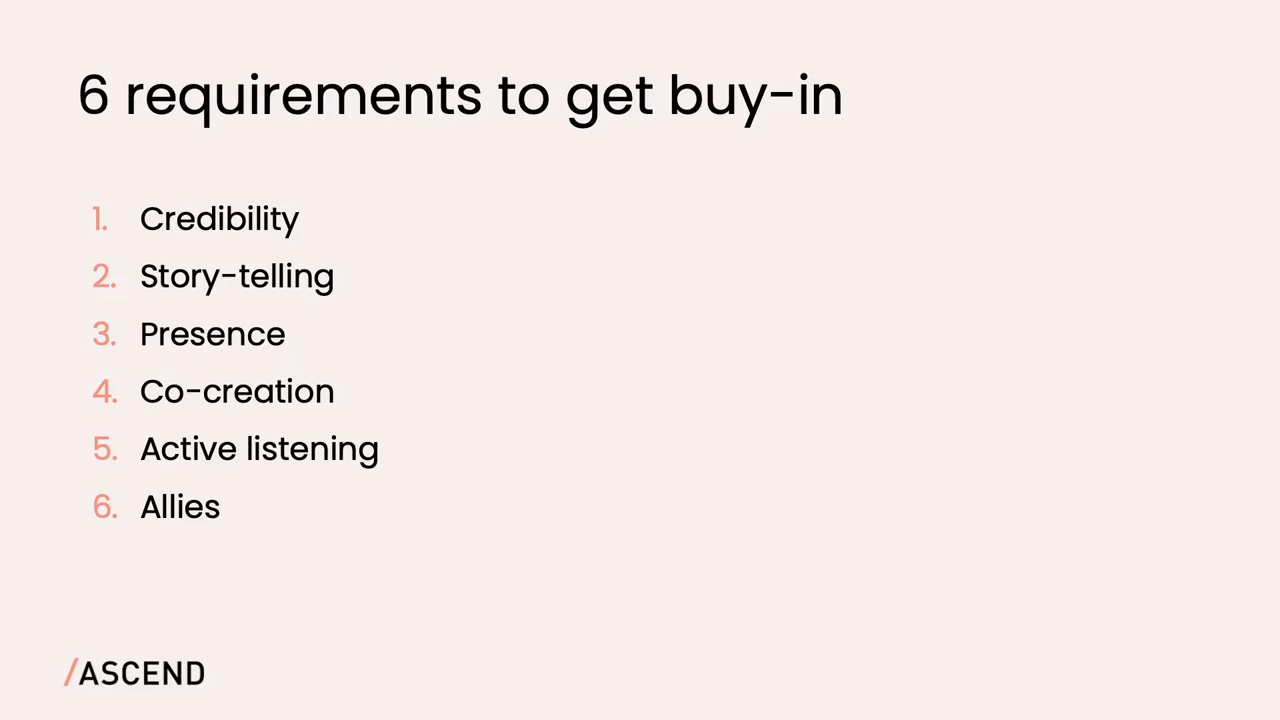 6 requirements to get buy-in
1. Credibility
2. Story-telling
3. Presence
4. Co-creation
5. Active listening
6. Allies
/ASCEND